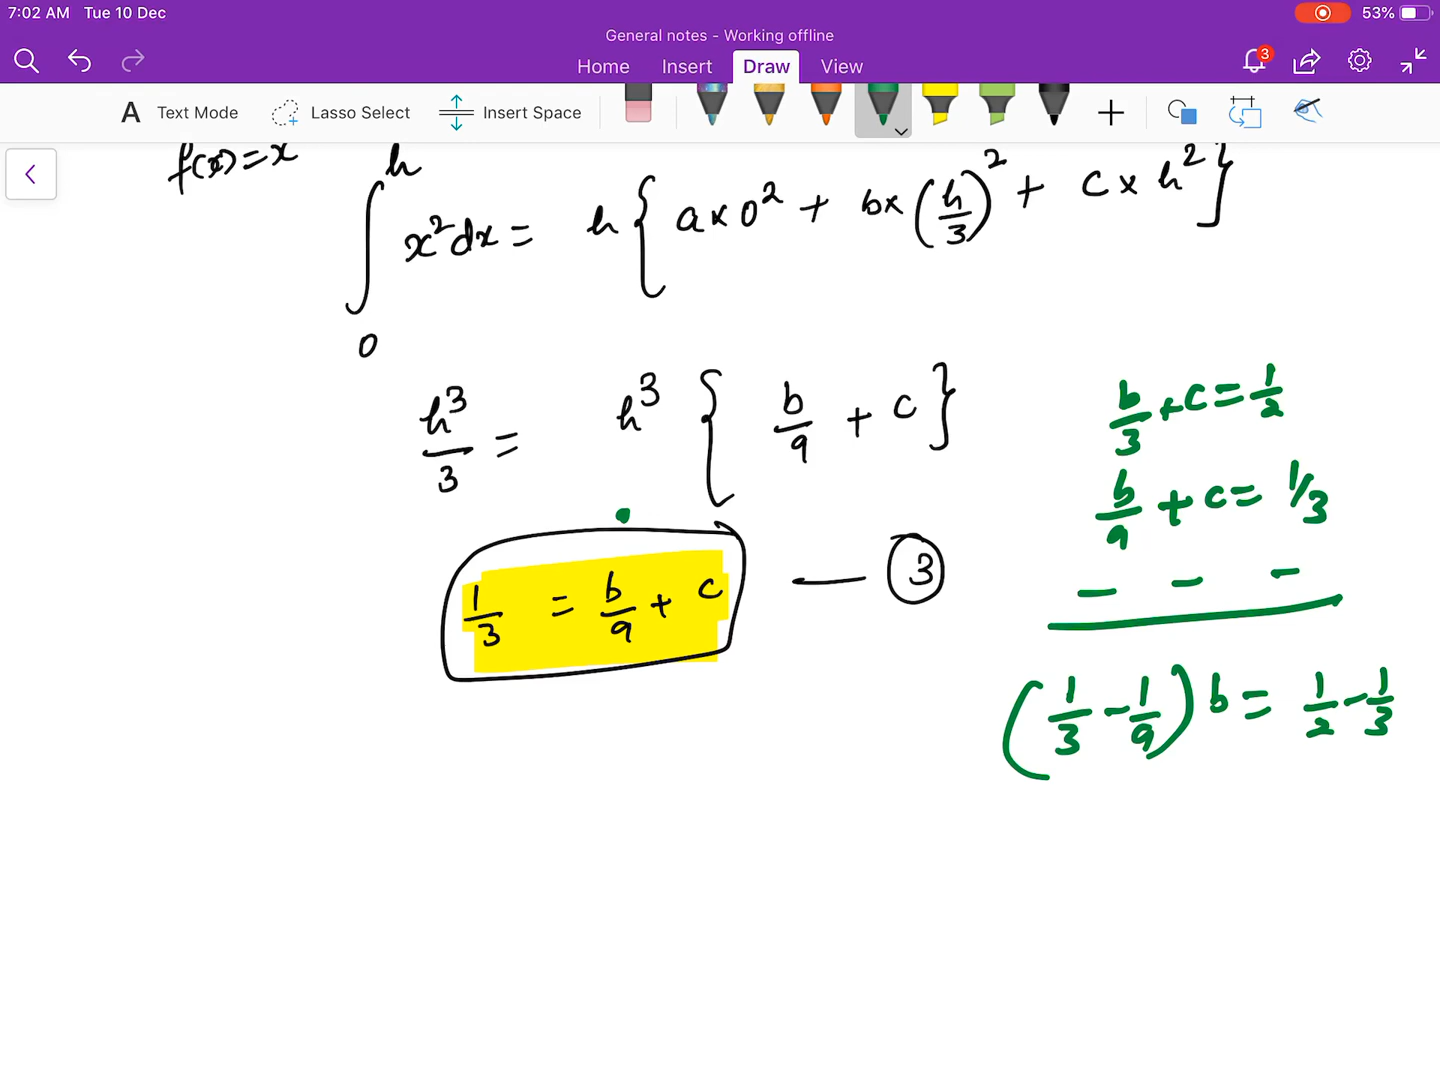 7:02 AM Tue 10 Dec 53%
General notes - Working offline
Home Insert Draw View 3
A Text Mode Lasso Select Insert Space
f(x)=x
∫₀ʰ x²dx = h{ a×0² + b×(h/3)² + c×h² }
h³/3 = h³ { b/9 + c }
1/3 = b/9 + c — ③
b/3 + c = 1/2
b/9 + c = 1/3
- - -
(1/3 - 1/9) b = 1/2 - 1/3